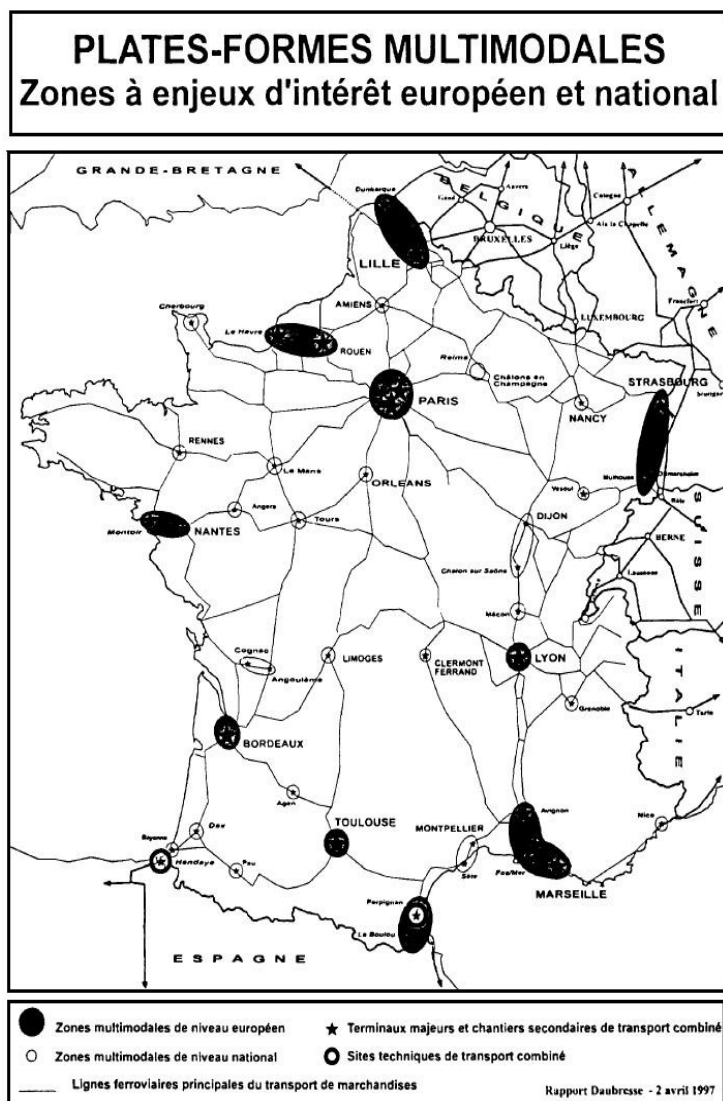 PLATES-FORMES MULTIMODALES
Zones à enjeux d'intérêt européen et national
GRANDE-BRETAGNE
Dunkerque
BELGIQUE
Gand
Anvers
BRUXELLES
Liège
Cologne
Aix la Chapelle
ALLEMAGNE
LILLE
AMIENS
Cherbourg
Le Havre
ROUEN
Reims
Châlons en
Champagne
LUXEMBOURG
Francfort
STRASBOURG
PARIS
NANCY
RENNES
Le Mans
ORLEANS
Vesoul
Mulhouse
Ottmarsheim
Bâle
SUISSE
Montoir
NANTES
Angers
Tours
DIJON
BERNE
Chalon sur Saône
Lausanne
Mâcon
Cognac
Angoulême
LIMOGES
CLERMONT
FERRAND
LYON
ITALIE
Grenoble
BORDEAUX
Agen
TOULOUSE
MONTPELLIER
Avignon
Nice
Dax
Bayonne
Hendaye
Pau
Sète
Fos/Mer
MARSEILLE
Perpignan
Le Boulou
ESPAGNE
Zones multimodales de niveau européen
Terminaux majeurs et chantiers secondaires de transport combiné
Zones multimodales de niveau national
Sites techniques de transport combiné
Lignes ferroviaires principales du transport de marchandises
Rapport Daubresse - 2 avril 1997